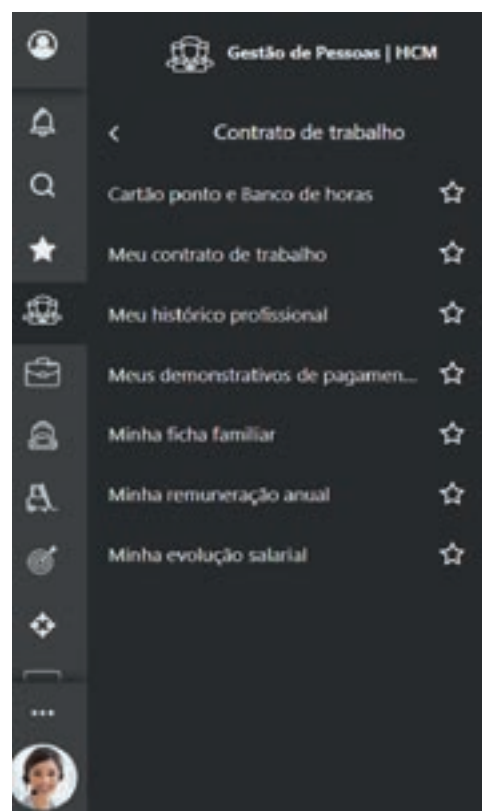 Gestão de Pessoas | HCM
Contrato de trabalho
Cartão ponto e Banco de horas
Meu contrato de trabalho
Meu histórico profissional
Meus demonstrativos de pagamen...
Minha ficha familiar
Minha remuneração anual
Minha evolução salarial